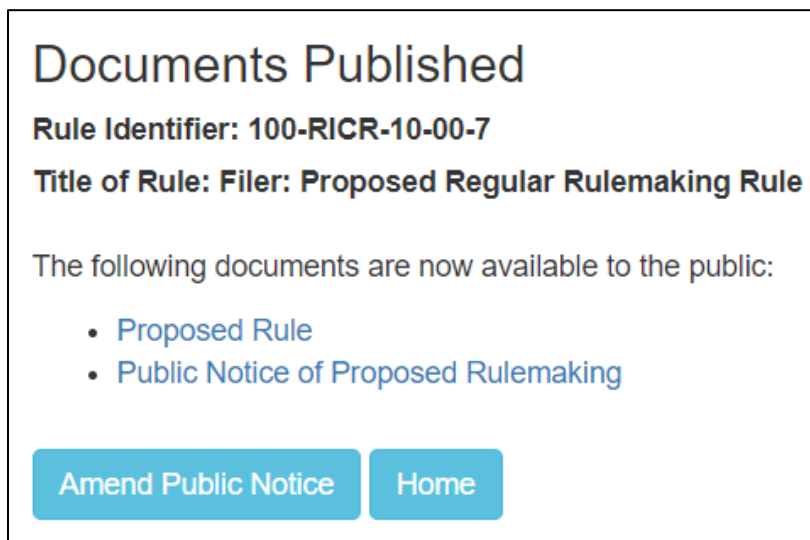 Documents Published
Rule Identifier: 100-RICR-10-00-7
Title of Rule: Filer: Proposed Regular Rulemaking Rule
The following documents are now available to the public:
• Proposed Rule
• Public Notice of Proposed Rulemaking
Amend Public Notice Home